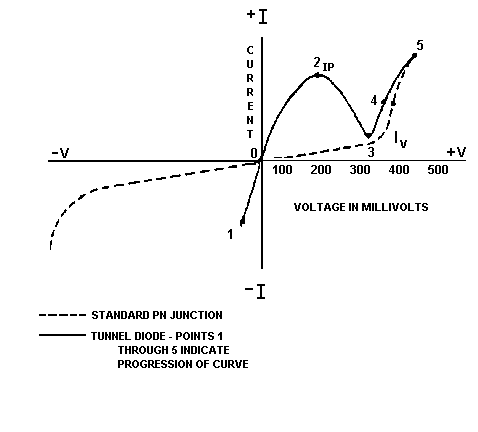 +I
CURRENT
2 IP
5
4
-V
0
3
IV
+V
100 200 300 400 500
1
VOLTAGE IN MILLIVOLTS
-I
STANDARD PN JUNCTION
TUNNEL DIODE - POINTS 1
THROUGH 5 INDICATE
PROGRESSION OF CURVE